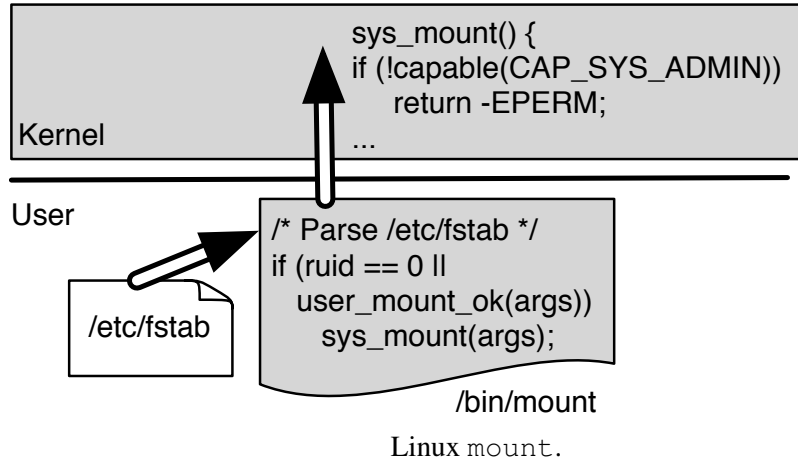 sys_mount() {
if (!capable(CAP_SYS_ADMIN))
return -EPERM;
...
Kernel
User
/* Parse /etc/fstab */
if (ruid == 0 ||
user_mount_ok(args))
sys_mount(args);
/etc/fstab
/bin/mount
Linux mount.